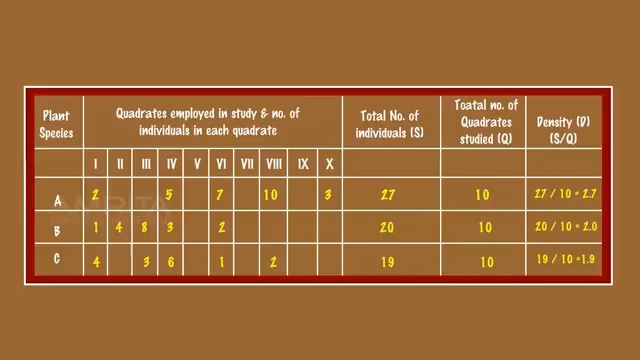 Plant Species
Quadrates employed in study & no. of individuals in each quadrate
Total No. of individuals (S)
Toatal no. of Quadrates studied (Q)
Density (D) (S/Q)
I II III IV V VI VII VIII IX X
A 2 5 7 10 3 27 10 27 / 10 = 2.7
B 1 4 8 3 2 20 10 20 / 10 = 2.0
C 4 3 6 1 2 19 10 19 / 10 =1.9
AMRITA